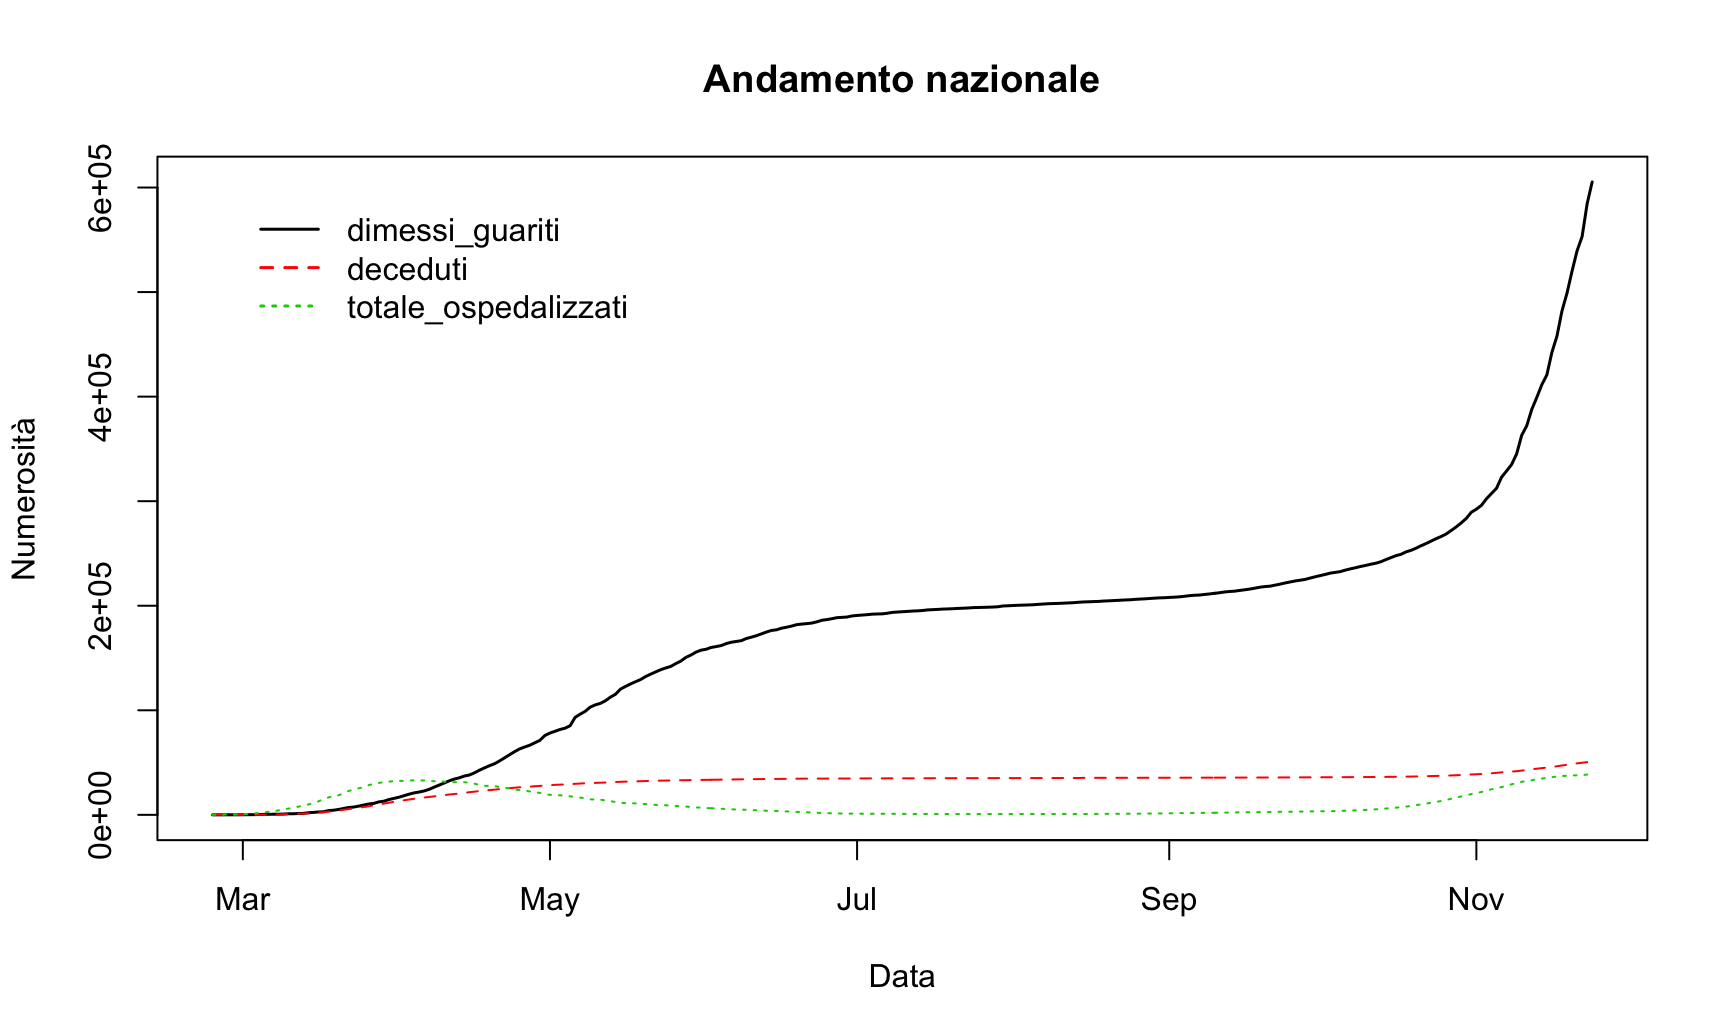 Andamento nazionale
Numerosità
6e+05
4e+05
2e+05
0e+00
dimessi_guariti
deceduti
totale_ospedalizzati
Mar May Jul Sep Nov
Data